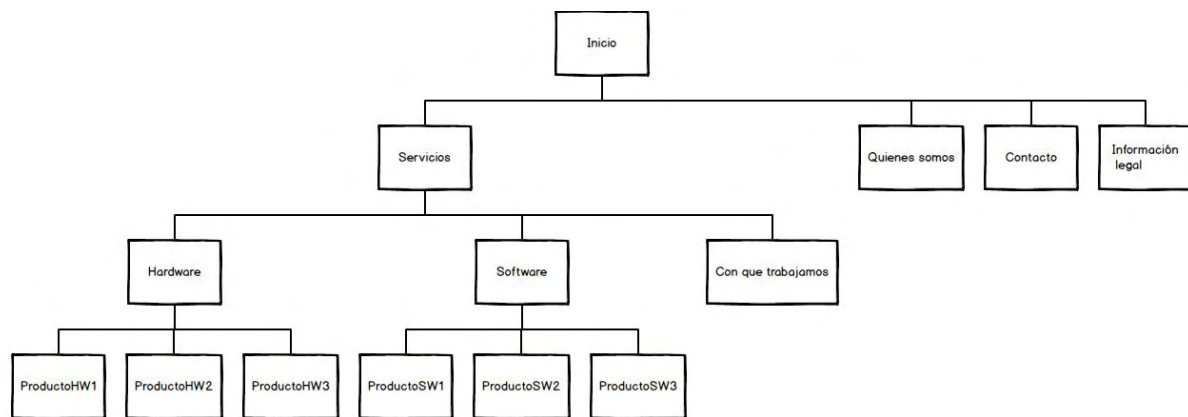 Inicio
Servicios
Quienes somos
Contacto
Información
legal
Hardware
Software
Con que trabajamos
ProductoHW1
ProductoHW2
ProductoHW3
ProductoSW1
ProductoSW2
ProductoSW3